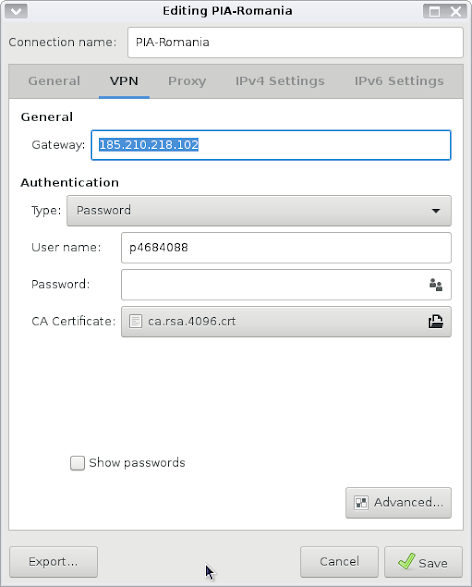 Editing PIA-Romania
Connection name: PIA-Romania
General VPN Proxy IPv4 Settings IPv6 Settings
General
Gateway: 185.210.218.102
Authentication
Type: Password
User name: p4684088
Password:
CA Certificate: ca.rsa.4096.crt
Show passwords
Advanced...
Export... Cancel Save